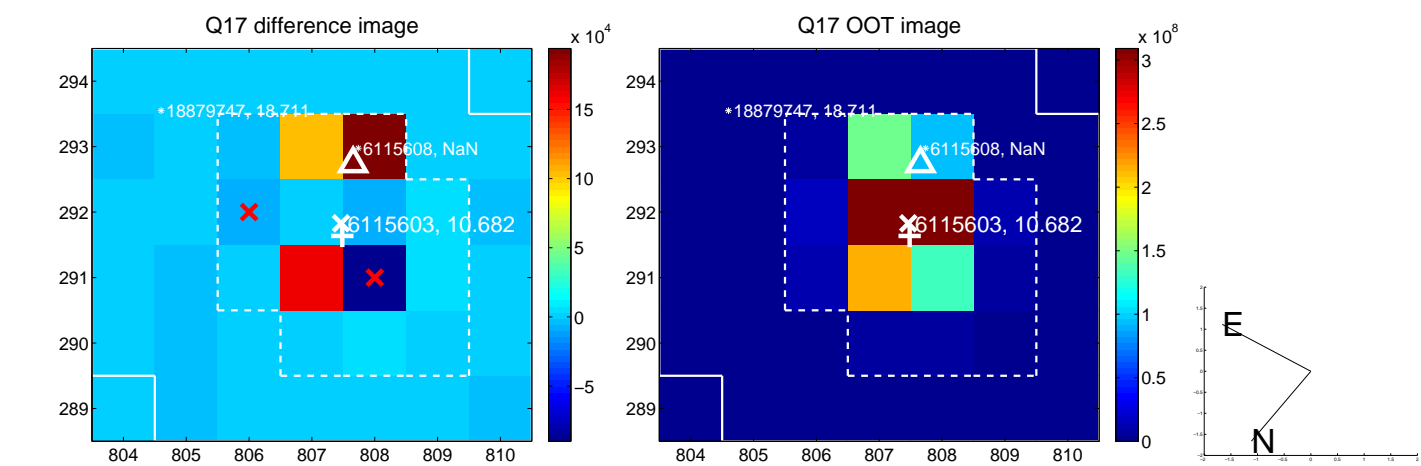 Q17 difference image
Q17 OOT image
x 10^4
x 10^8
294
293
292
291
290
289
804 805 806 807 808 809 810
*18879747, 18.711
*6115608, NaN
6115603, 10.682
15
10
5
0
−5
294
293
292
291
290
289
804 805 806 807 808 809 810
*18879747, 18.711
*6115608, NaN
6115603, 10.682
3
2.5
2
1.5
1
0.5
0
E
N